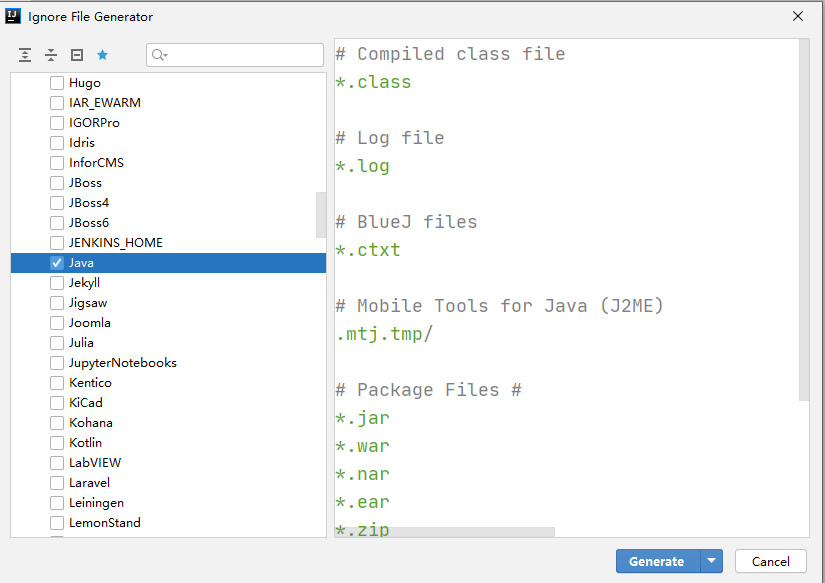 IJ Ignore File Generator
Hugo
IAR_EWARM
IGORPro
Idris
InforCMS
JBoss
JBoss4
JBoss6
JENKINS_HOME
Java
Jekyll
Jigsaw
Joomla
Julia
JupyterNotebooks
Kentico
KiCad
Kohana
Kotlin
LabVIEW
Laravel
Leiningen
LemonStand
# Compiled class file
*.class
# Log file
*.log
# BlueJ files
*.ctxt
# Mobile Tools for Java (J2ME)
.mtj.tmp/
# Package Files #
*.jar
*.war
*.nar
*.ear
*.zip
Generate
Cancel